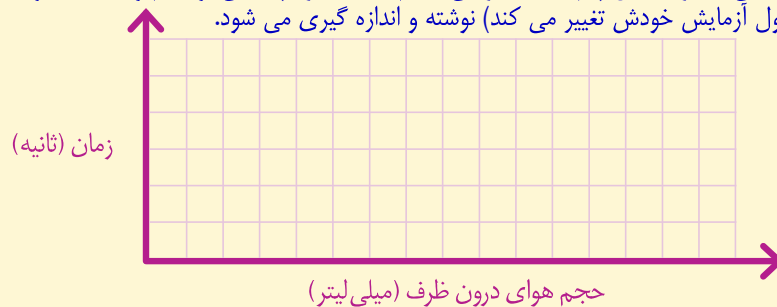 ول آزمایش خودش تغییر می کند) نوشته و اندازه گیری می شود.
زمان (ثانیه)
حجم هوای درون ظرف (میلی‌لیتر)